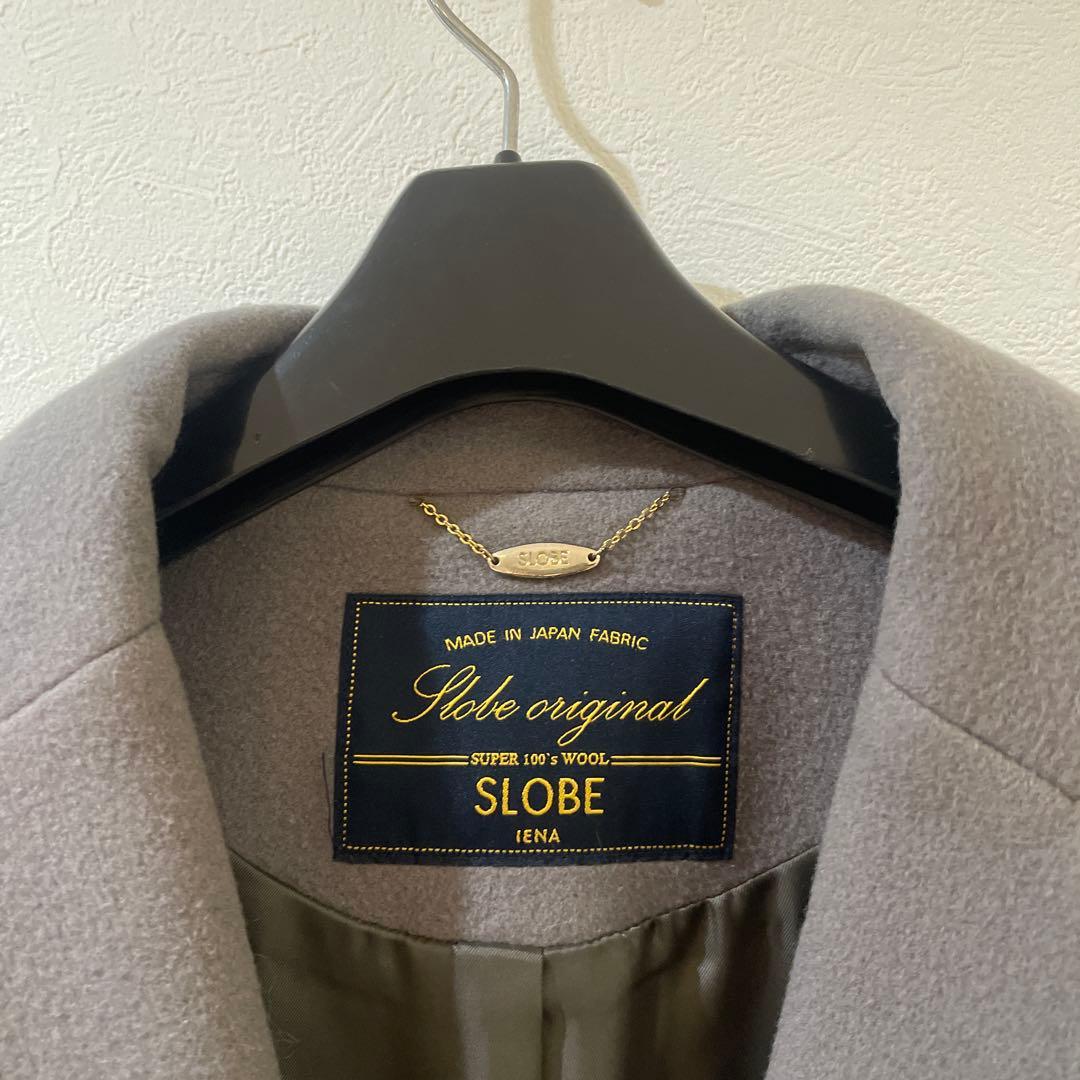 SLOBE
MADE IN JAPAN FABRIC
Slobe original
SUPER 100's WOOL
SLOBE
IENA